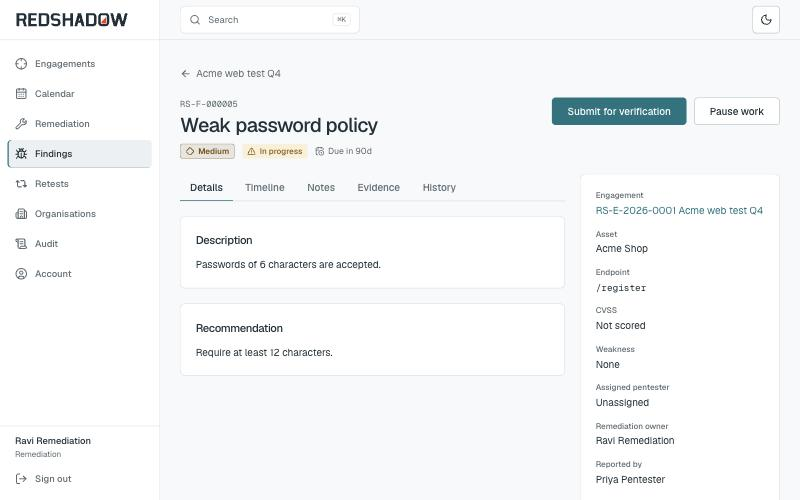 REDSHADOW
Search
⌘K
Engagements
Calendar
Remediation
Findings
Retests
Organisations
Audit
Account
Ravi Remediation
Remediation
Sign out
Acme web test Q4
RS-F-000005
Weak password policy
Medium
In progress
Due in 90d
Submit for verification
Pause work
Details
Timeline
Notes
Evidence
History
Description
Passwords of 6 characters are accepted.
Recommendation
Require at least 12 characters.
Engagement
RS-E-2026-0001 Acme web test Q4
Asset
Acme Shop
Endpoint
/register
CVSS
Not scored
Weakness
None
Assigned pentester
Unassigned
Remediation owner
Ravi Remediation
Reported by
Priya Pentester